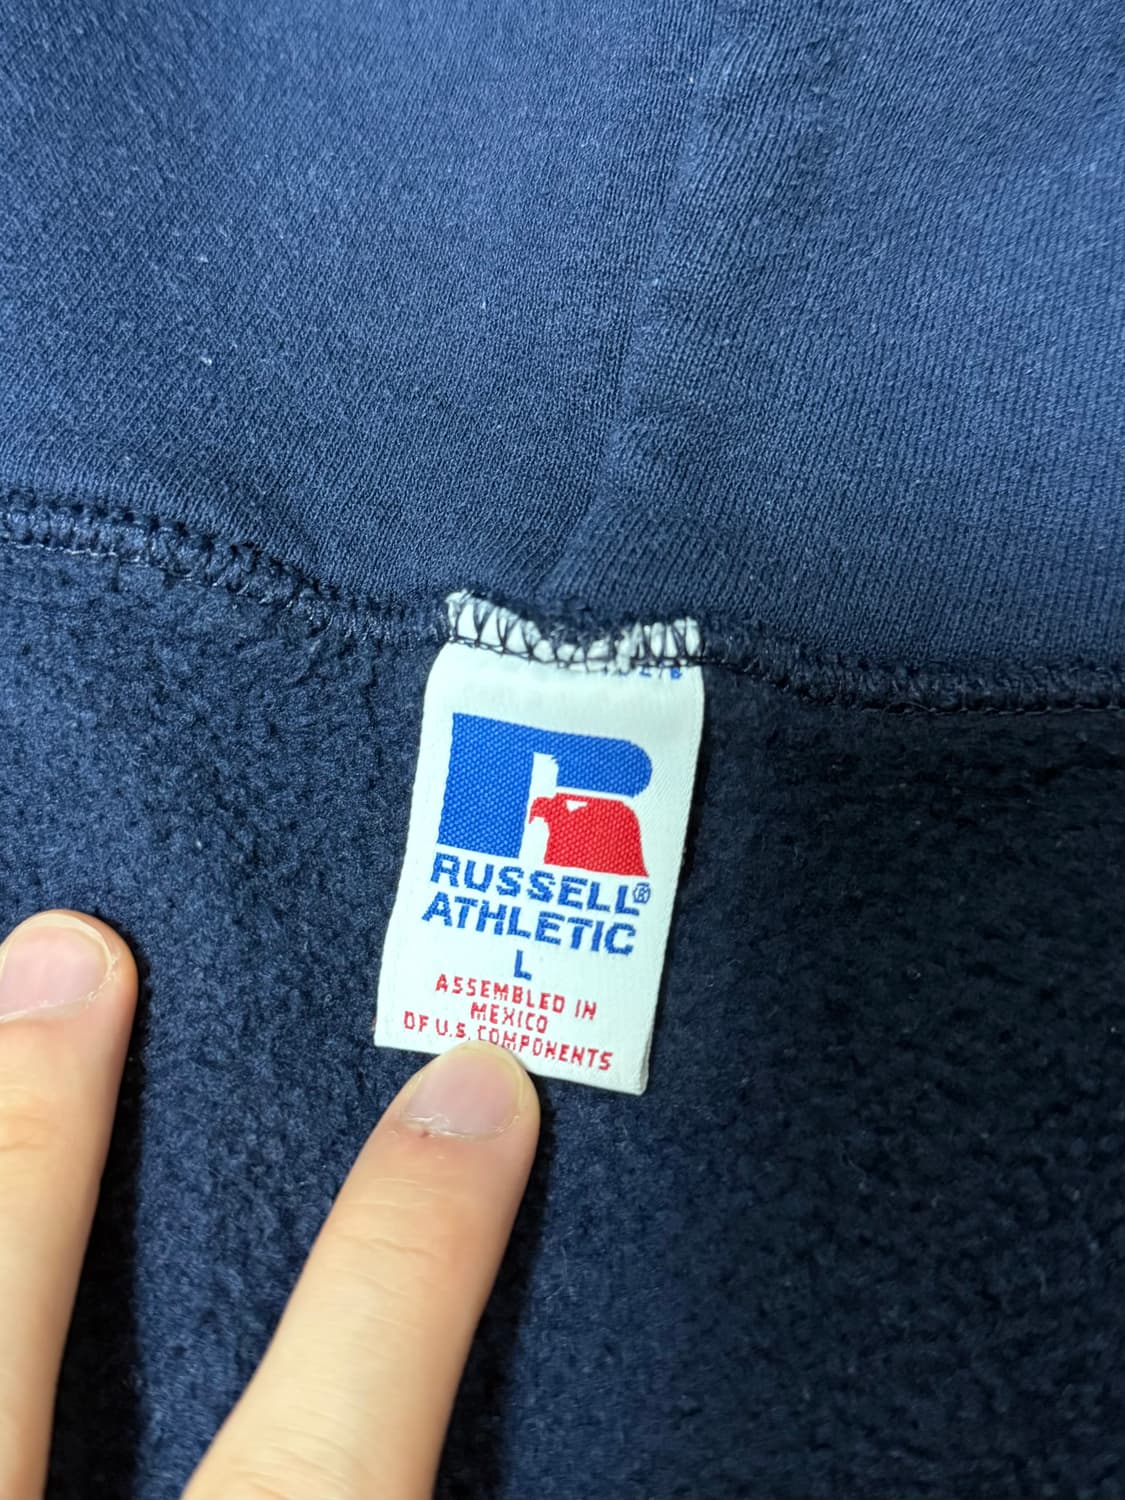 RUSSELL®
ATHLETIC
L
ASSEMBLED IN
MEXICO
OF U.S. COMPONENTS